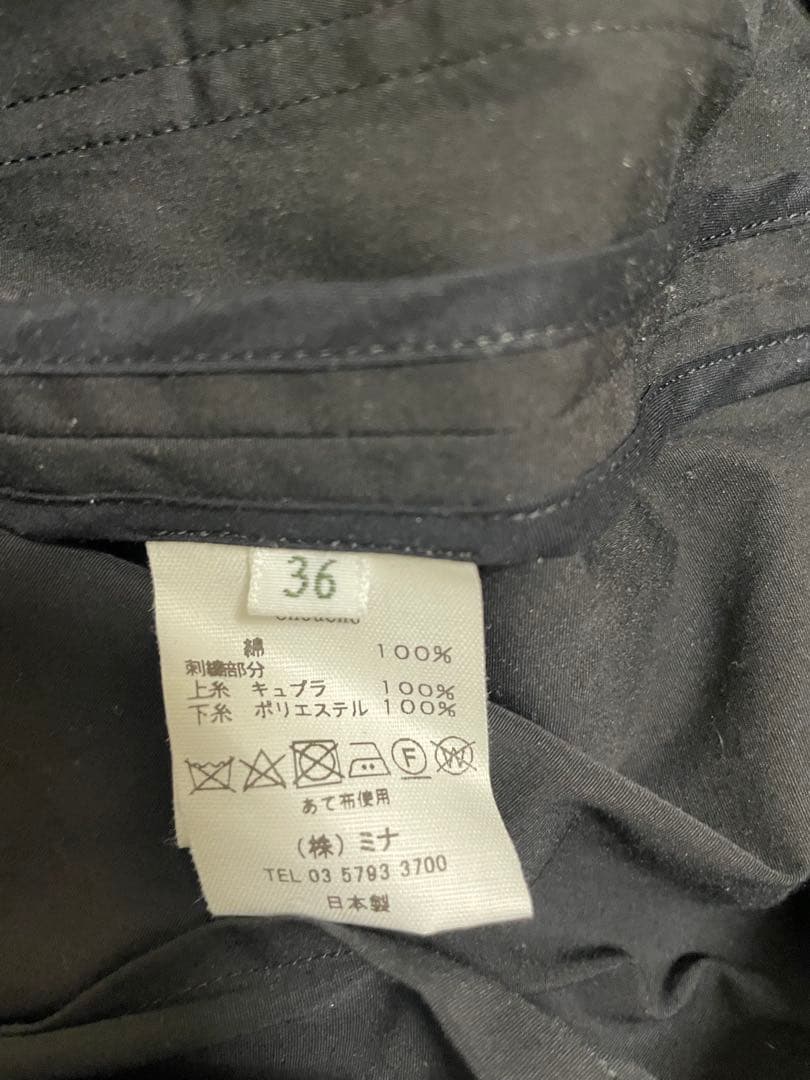 36
綿 100%
刺繍部分
上糸 キュプラ 100%
下糸 ポリエステル 100%
F W
あて布使用
(株) ミナ
TEL 03 5793 3700
日本製